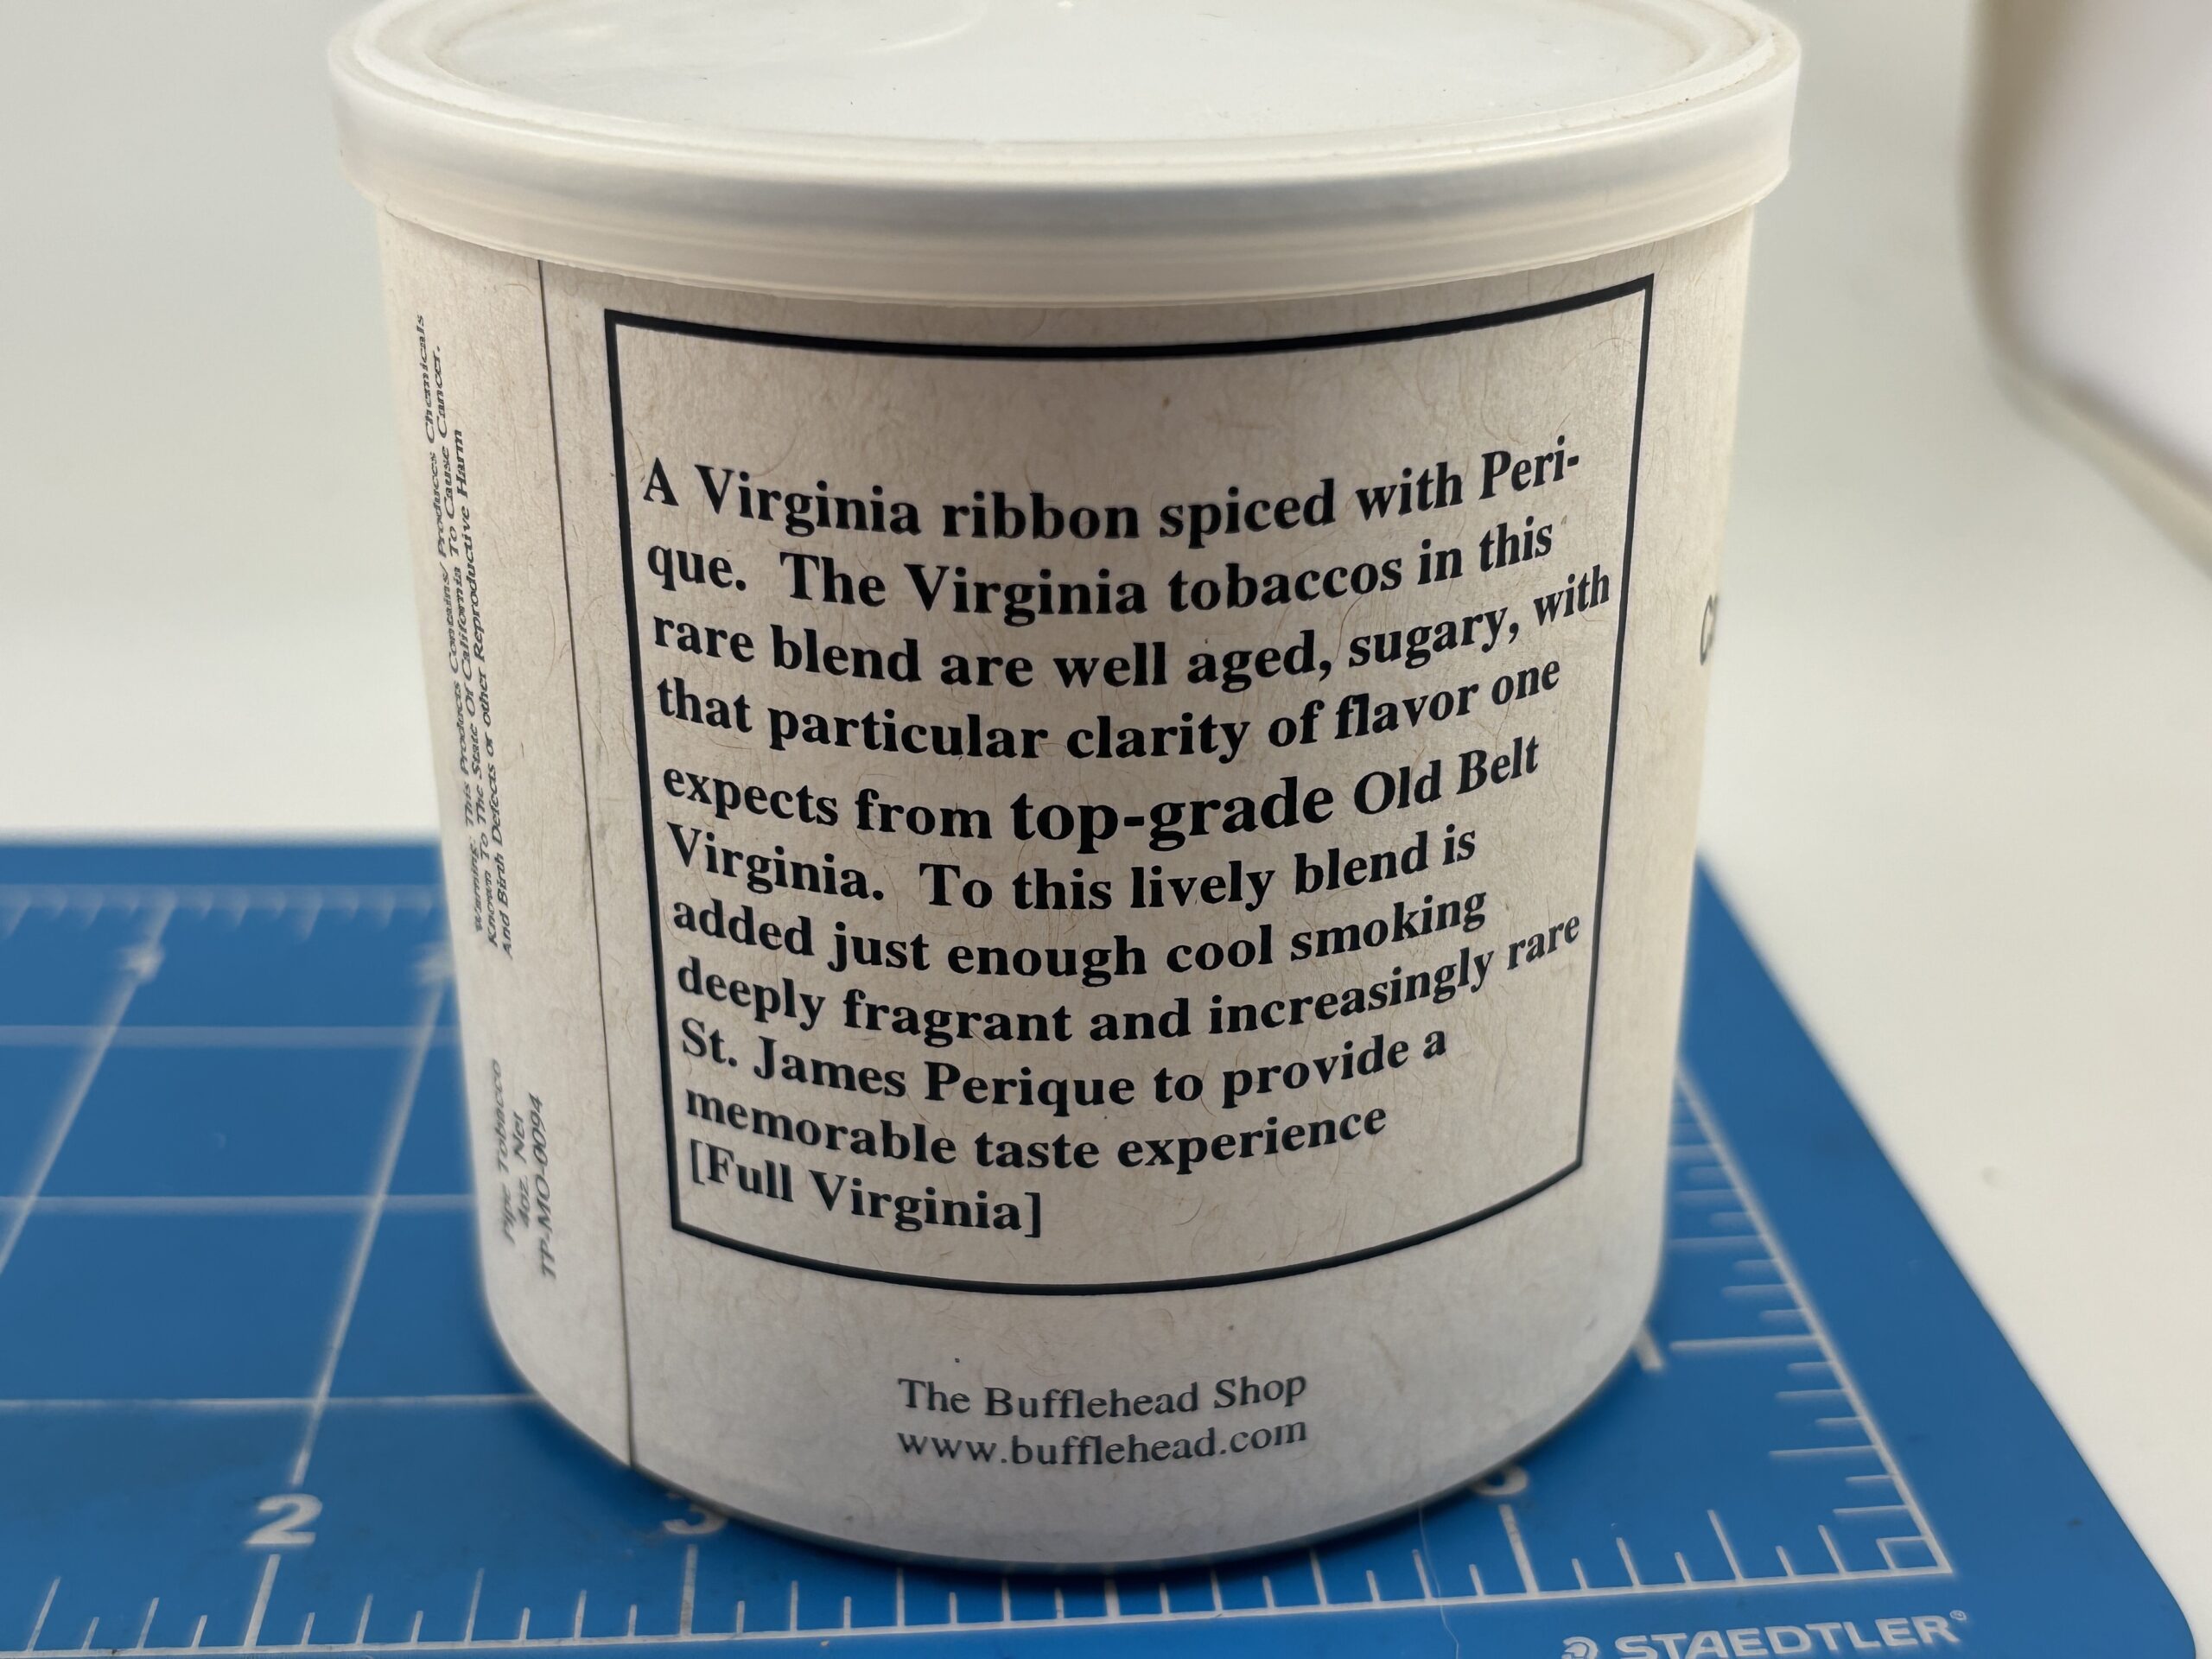 A Virginia ribbon spiced with Peri-
que. The Virginia tobaccos in this
rare blend are well aged, sugary, with
that particular clarity of flavor one
expects from top-grade Old Belt
Virginia. To this lively blend is
added just enough cool smoking
deeply fragrant and increasingly rare
St. James Perique to provide a
memorable taste experience
[Full Virginia]
The Bufflehead Shop
www.bufflehead.com
Warning: This Products Contains/ Produces Chemicals
Known To The State Of California To Cause Cancer.
And Birth Defects or other Reproductive Harm
Pipe Tobacco
4oz. Net
TP-MO-0094
2
3
5
1
STAEDTLER®